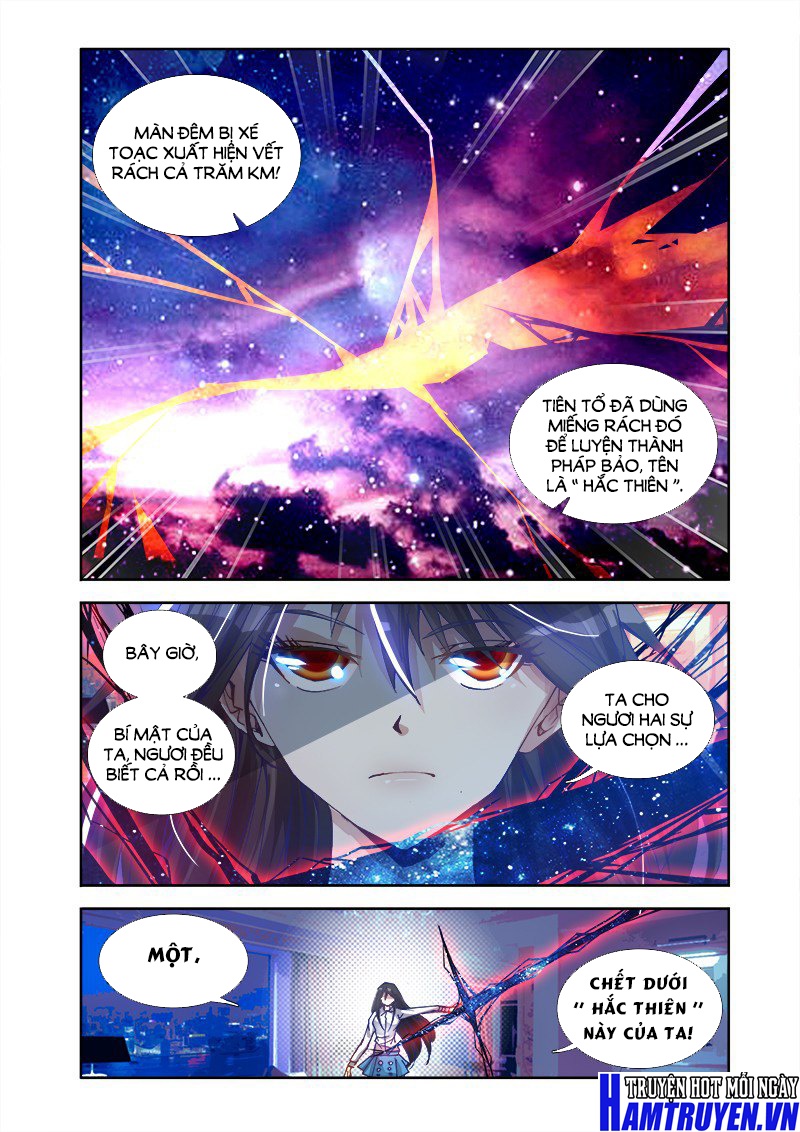 MÀN ĐÊM BỊ XÉ
TOẠC XUẤT HIỆN VẾT
RÁCH CẢ TRĂM KM!
TIÊN TỔ ĐÃ DÙNG
MIẾNG RÁCH ĐÓ
ĐỂ LUYỆN THÀNH
PHÁP BẢO, TÊN
LÀ “ HẮC THIÊN ”.
BÂY GIỜ,
BÍ MẬT CỦA
TA, NGƯƠI ĐỀU
BIẾT CẢ RỒI ...
TA CHO
NGƯƠI HAI SỰ
LỰA CHỌN ...
MỘT,
CHẾT DƯỚI
“ HẮC THIÊN ”
NÀY CỦA TA!
TRUYỆN HOT MỖI NGÀY
HAMTRUYEN.VN